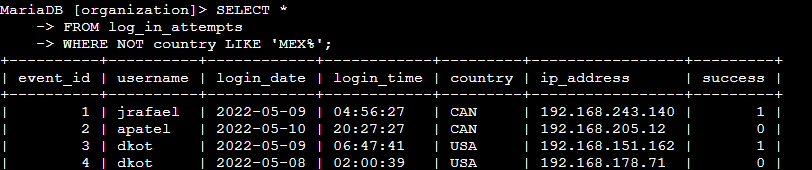 MariaDB [organization]> SELECT *
    -> FROM log_in_attempts
    -> WHERE NOT country LIKE 'MEX%';
+----------+----------+------------+------------+---------+-----------------+---------+
| event_id | username | login_date | login_time | country | ip_address      | success |
+----------+----------+------------+------------+---------+-----------------+---------+
|        1 | jrafael  | 2022-05-09 | 04:56:27   | CAN     | 192.168.243.140 |       1 |
|        2 | apatel   | 2022-05-10 | 20:27:27   | CAN     | 192.168.205.12  |       0 |
|        3 | dkot     | 2022-05-09 | 06:47:41   | USA     | 192.168.151.162 |       1 |
|        4 | dkot     | 2022-05-08 | 02:00:39   | USA     | 192.168.178.71  |       0 |